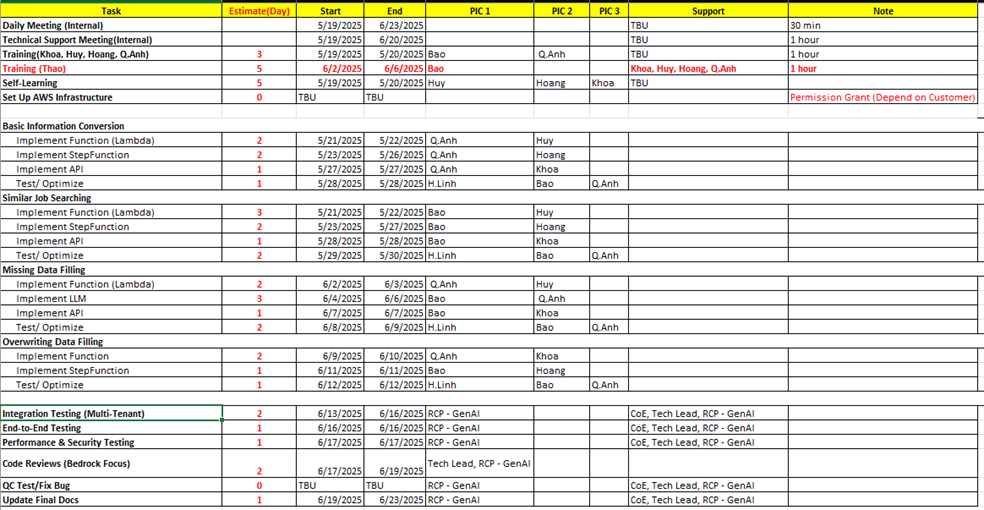 Task Estimate(Day) Start End PIC 1 PIC 2 PIC 3 Support Note
Daily Meeting (Internal) 5/19/2025 6/23/2025 TBU 30 min
Technical Support Meeting(Internal) 5/19/2025 6/20/2025 TBU 1 hour
Training(Khoa, Huy, Hoang, Q.Anh) 3 5/19/2025 5/20/2025 Bao Q.Anh TBU 1 hour
Training (Thao) 5 6/2/2025 6/6/2025 Bao Khoa, Huy, Hoang, Q.Anh 1 hour
Self-Learning 5 5/19/2025 5/20/2025 Huy Hoang Khoa TBU
Set Up AWS Infrastructure 0 TBU TBU Permission Grant (Depend on Customer)
Basic Information Conversion
Implement Function (Lambda) 2 5/21/2025 5/22/2025 Q.Anh Huy
Implement StepFunction 2 5/23/2025 5/26/2025 Q.Anh Hoang
Implement API 1 5/27/2025 5/27/2025 Q.Anh Khoa
Test/ Optimize 1 5/28/2025 5/28/2025 H.Linh Bao Q.Anh
Similar Job Searching
Implement Function (Lambda) 3 5/21/2025 5/22/2025 Bao Huy
Implement StepFunction 2 5/23/2025 5/27/2025 Bao Hoang
Implement API 1 5/28/2025 5/28/2025 Bao Khoa
Test/ Optimize 2 5/29/2025 5/30/2025 H.Linh Bao Q.Anh
Missing Data Filling
Implement Function (Lambda) 2 6/2/2025 6/3/2025 Q.Anh Huy
Implement LLM 3 6/4/2025 6/6/2025 Bao Q.Anh
Implement API 1 6/7/2025 6/7/2025 Bao Khoa
Test/ Optimize 2 6/8/2025 6/9/2025 H.Linh Bao Q.Anh
Overwriting Data Filling
Implement Function 2 6/9/2025 6/10/2025 Q.Anh Khoa
Implement StepFunction 1 6/11/2025 6/11/2025 Bao Hoang
Test/ Optimize 1 6/12/2025 6/12/2025 H.Linh Bao Q.Anh
Integration Testing (Multi-Tenant) 2 6/13/2025 6/16/2025 RCP - GenAI CoE, Tech Lead, RCP - GenAI
End-to-End Testing 1 6/16/2025 6/16/2025 RCP - GenAI CoE, Tech Lead, RCP - GenAI
Performance & Security Testing 1 6/17/2025 6/17/2025 RCP - GenAI CoE, Tech Lead, RCP - GenAI
Code Reviews (Bedrock Focus) 2 6/17/2025 6/19/2025 Tech Lead, RCP - GenAI
QC Test/Fix Bug 0 TBU TBU RCP - GenAI CoE, Tech Lead, RCP - GenAI
Update Final Docs 1 6/19/2025 6/23/2025 RCP - GenAI CoE, Tech Lead, RCP - GenAI